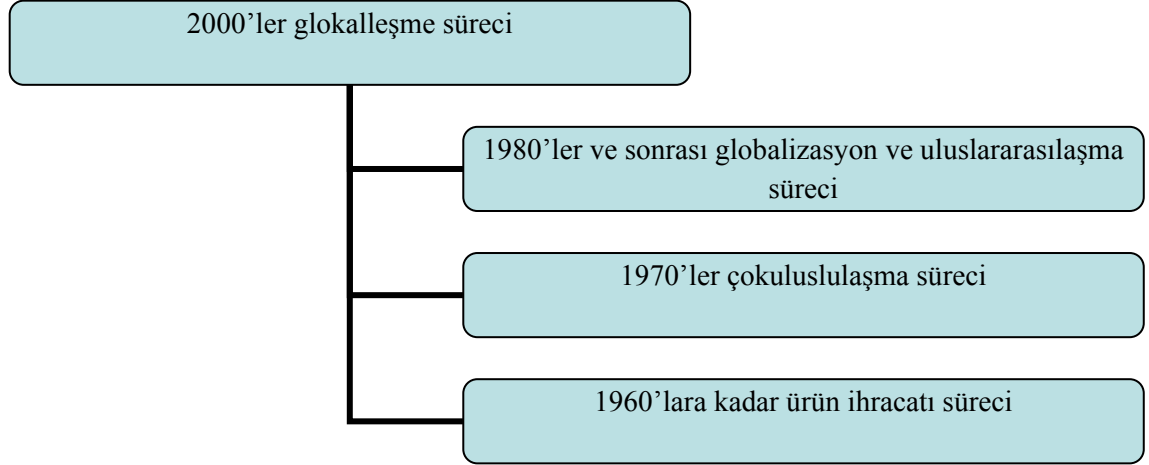 2000’ler glokalleşme süreci
1980’ler ve sonrası globalizasyon ve uluslararasılaşma
süreci
1970’ler çokuluslulaşma süreci
1960’lara kadar ürün ihracatı süreci